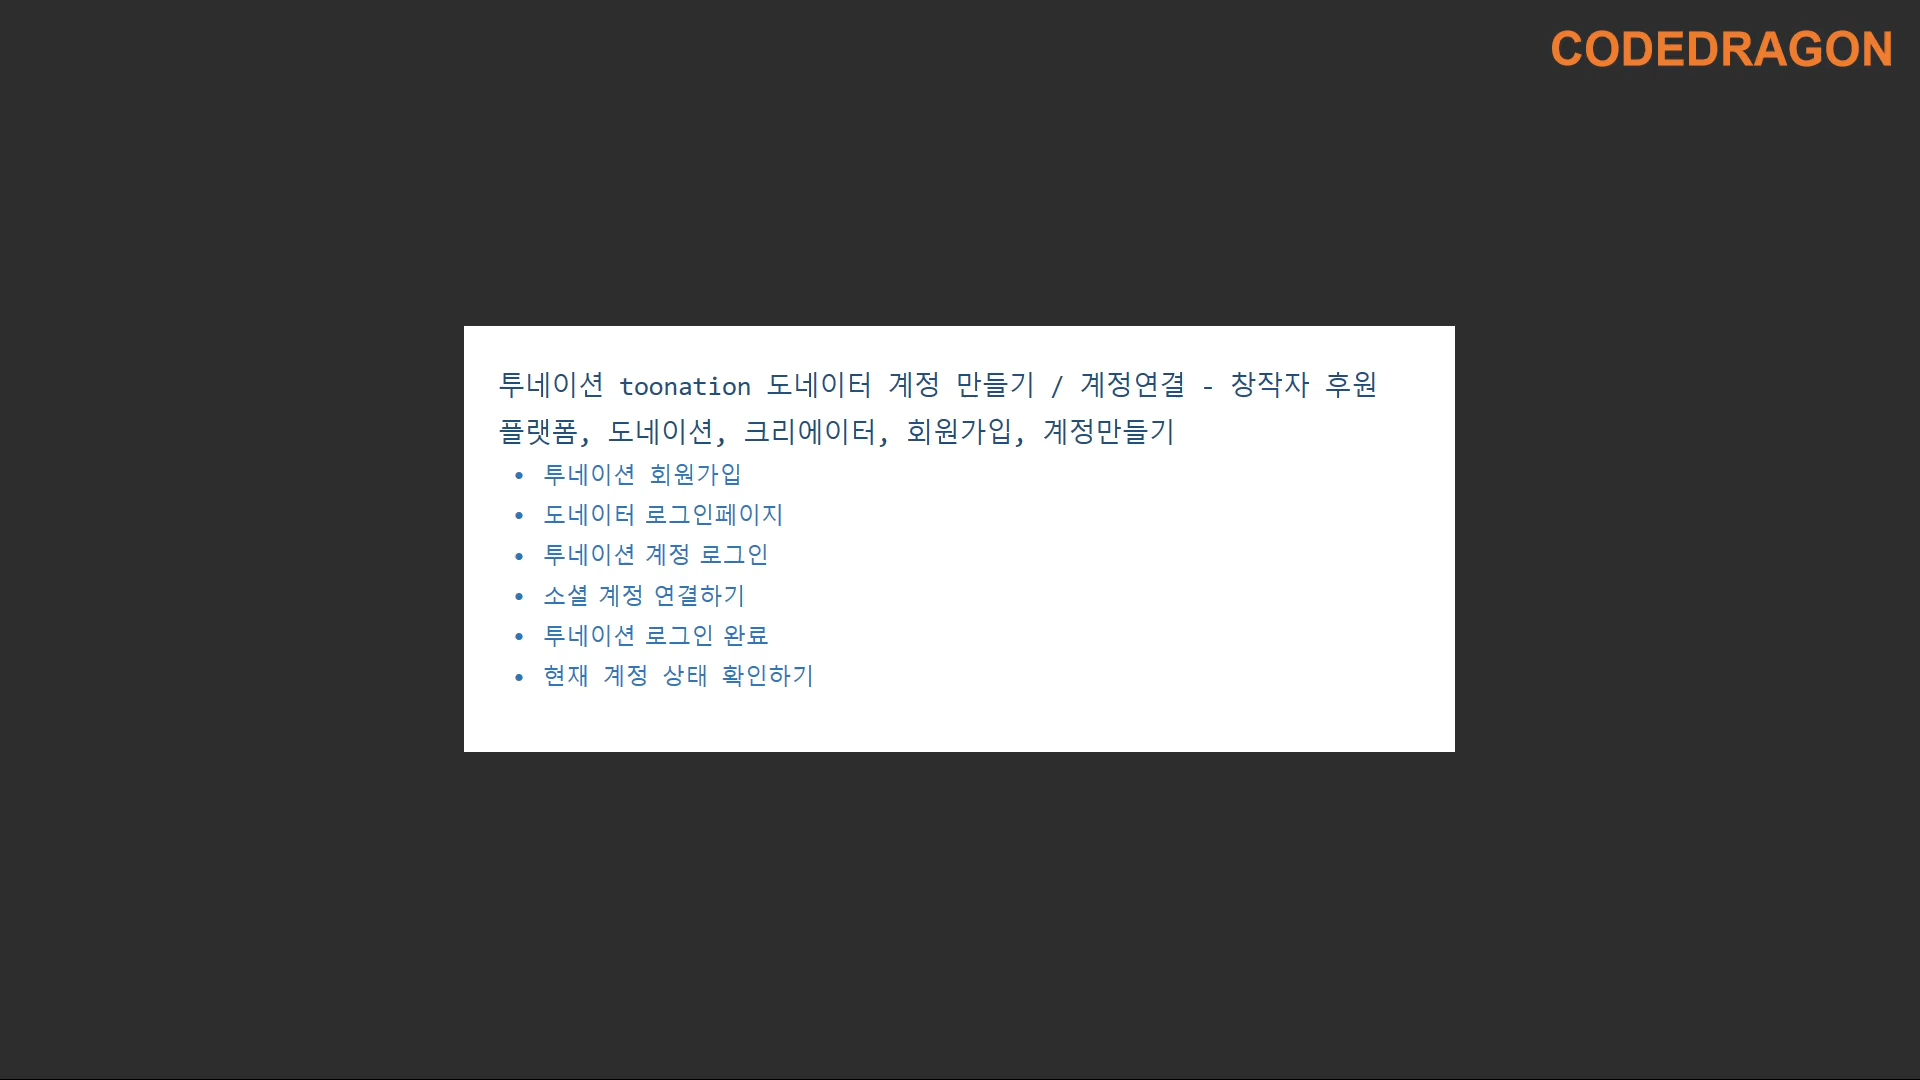 CODEDRAGON
투네이션 toonation 도네이터 계정 만들기 / 계정연결 - 창작자 후원
플랫폼, 도네이션, 크리에이터, 회원가입, 계정만들기
• 투네이션 회원가입
• 도네이터 로그인페이지
• 투네이션 계정 로그인
• 소셜 계정 연결하기
• 투네이션 로그인 완료
• 현재 계정 상태 확인하기